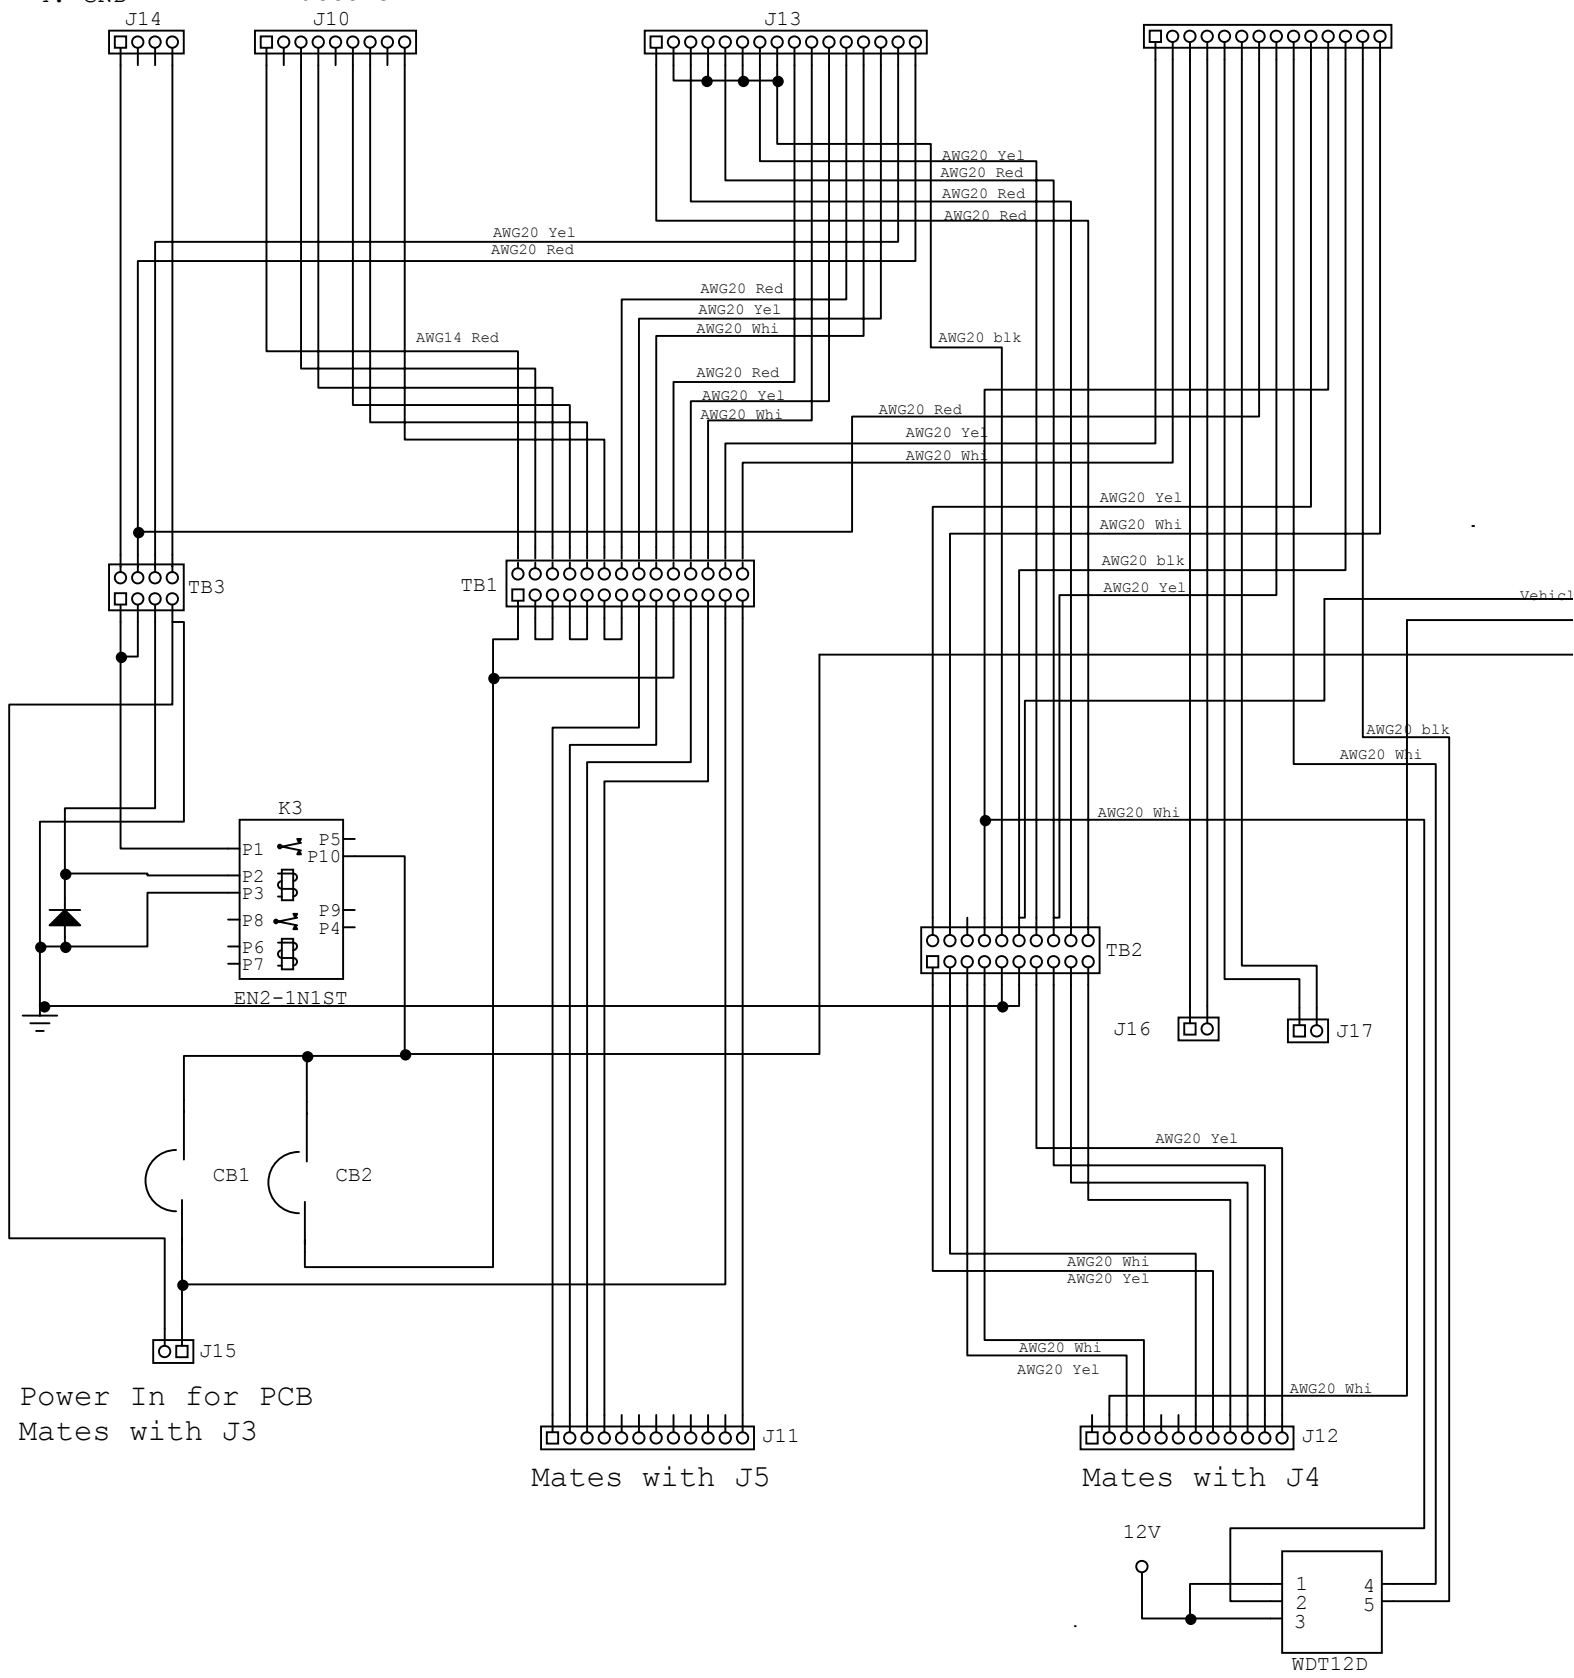 J14
J10
J13
AWG20 Yel
AWG20 Red
AWG20 Red
AWG20 Red
AWG20 Yel
AWG20 Red
AWG20 Red
AWG20 Yel
AWG20 Whi
AWG14 Red
AWG20 blk
AWG20 Red
AWG20 Yel
AWG20 Whi
AWG20 Red
AWG20 Yel
AWG20 Whi
AWG20 Yel
AWG20 Whi
AWG20 blk
AWG20 Yel
TB3
TB1
AWG20 blk
AWG20 Whi
K3
AWG20 Whi
P1
P5
P10
P2
P3
P8
P9
P4
P6
P7
EN2-1N1ST
TB2
J16
J17
AWG20 Yel
CB1
CB2
AWG20 Whi
AWG20 Yel
J15
AWG20 Whi
AWG20 Yel
AWG20 Whi
Power In for PCB
Mates with J3
J11
J12
Mates with J5
Mates with J4
12V
1
2
3
4
5
WDT12D